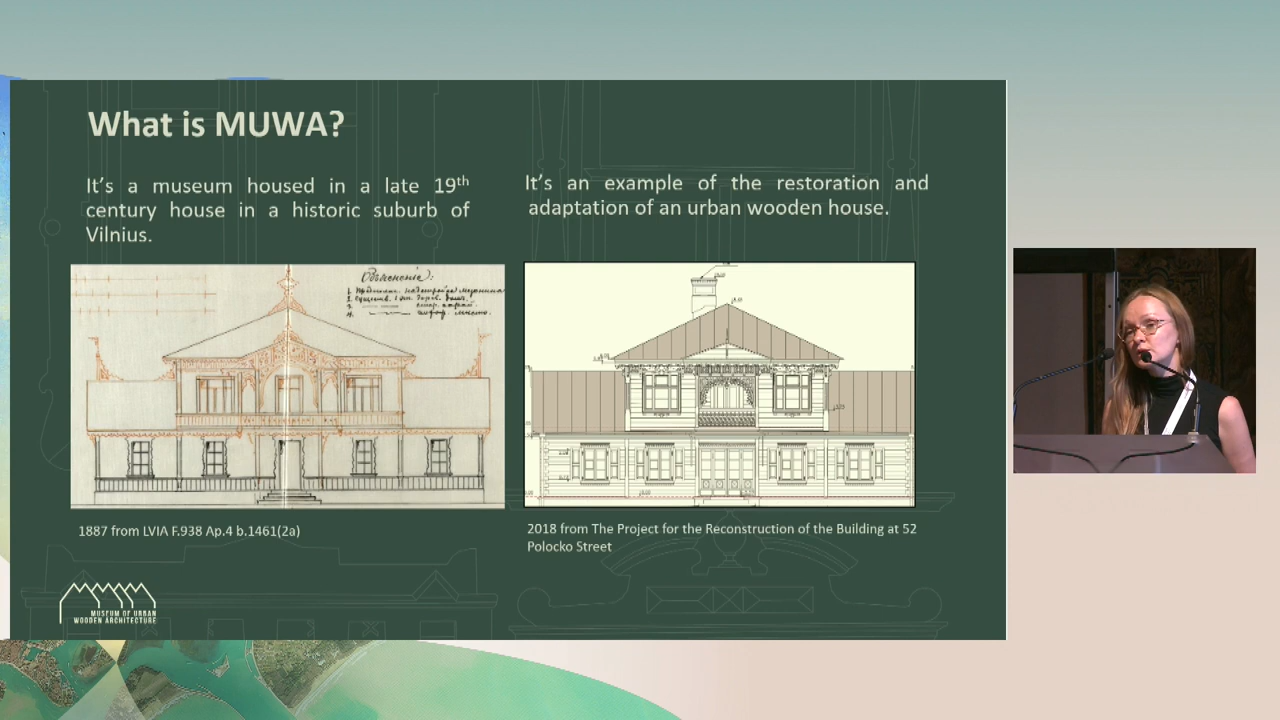 What is MUWA?
It's a museum housed in a late 19th
century house in a historic suburb of
Vilnius.
It's an example of the restoration and
adaptation of an urban wooden house.
Объясненіе:
1887 from LVIA F.938 Ap.4 b.1461(2a)
2018 from The Project for the Reconstruction of the Building at 52
Polocko Street
MUSEUM OF URBAN
WOODEN ARCHITECTURE